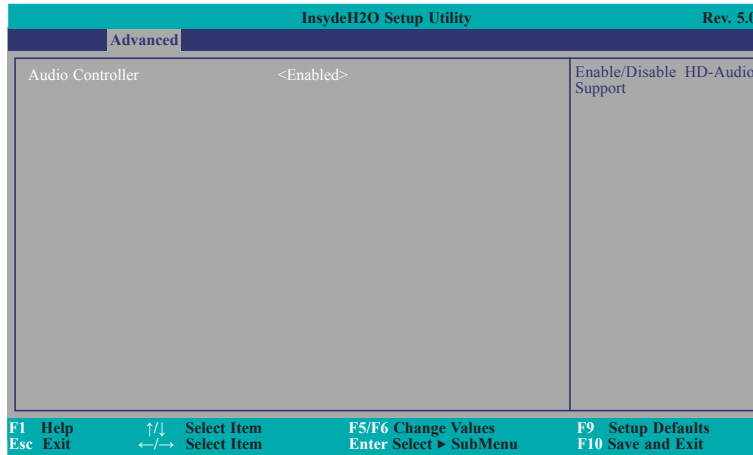 InsydeH2O Setup Utility Rev. 5.0
Advanced
Audio Controller <Enabled>
Enable/Disable HD-Audio
Support
F1 Help ↑/↓ Select Item F5/F6 Change Values F9 Setup Defaults
Esc Exit ←/→ Select Item Enter Select ▶ SubMenu F10 Save and Exit